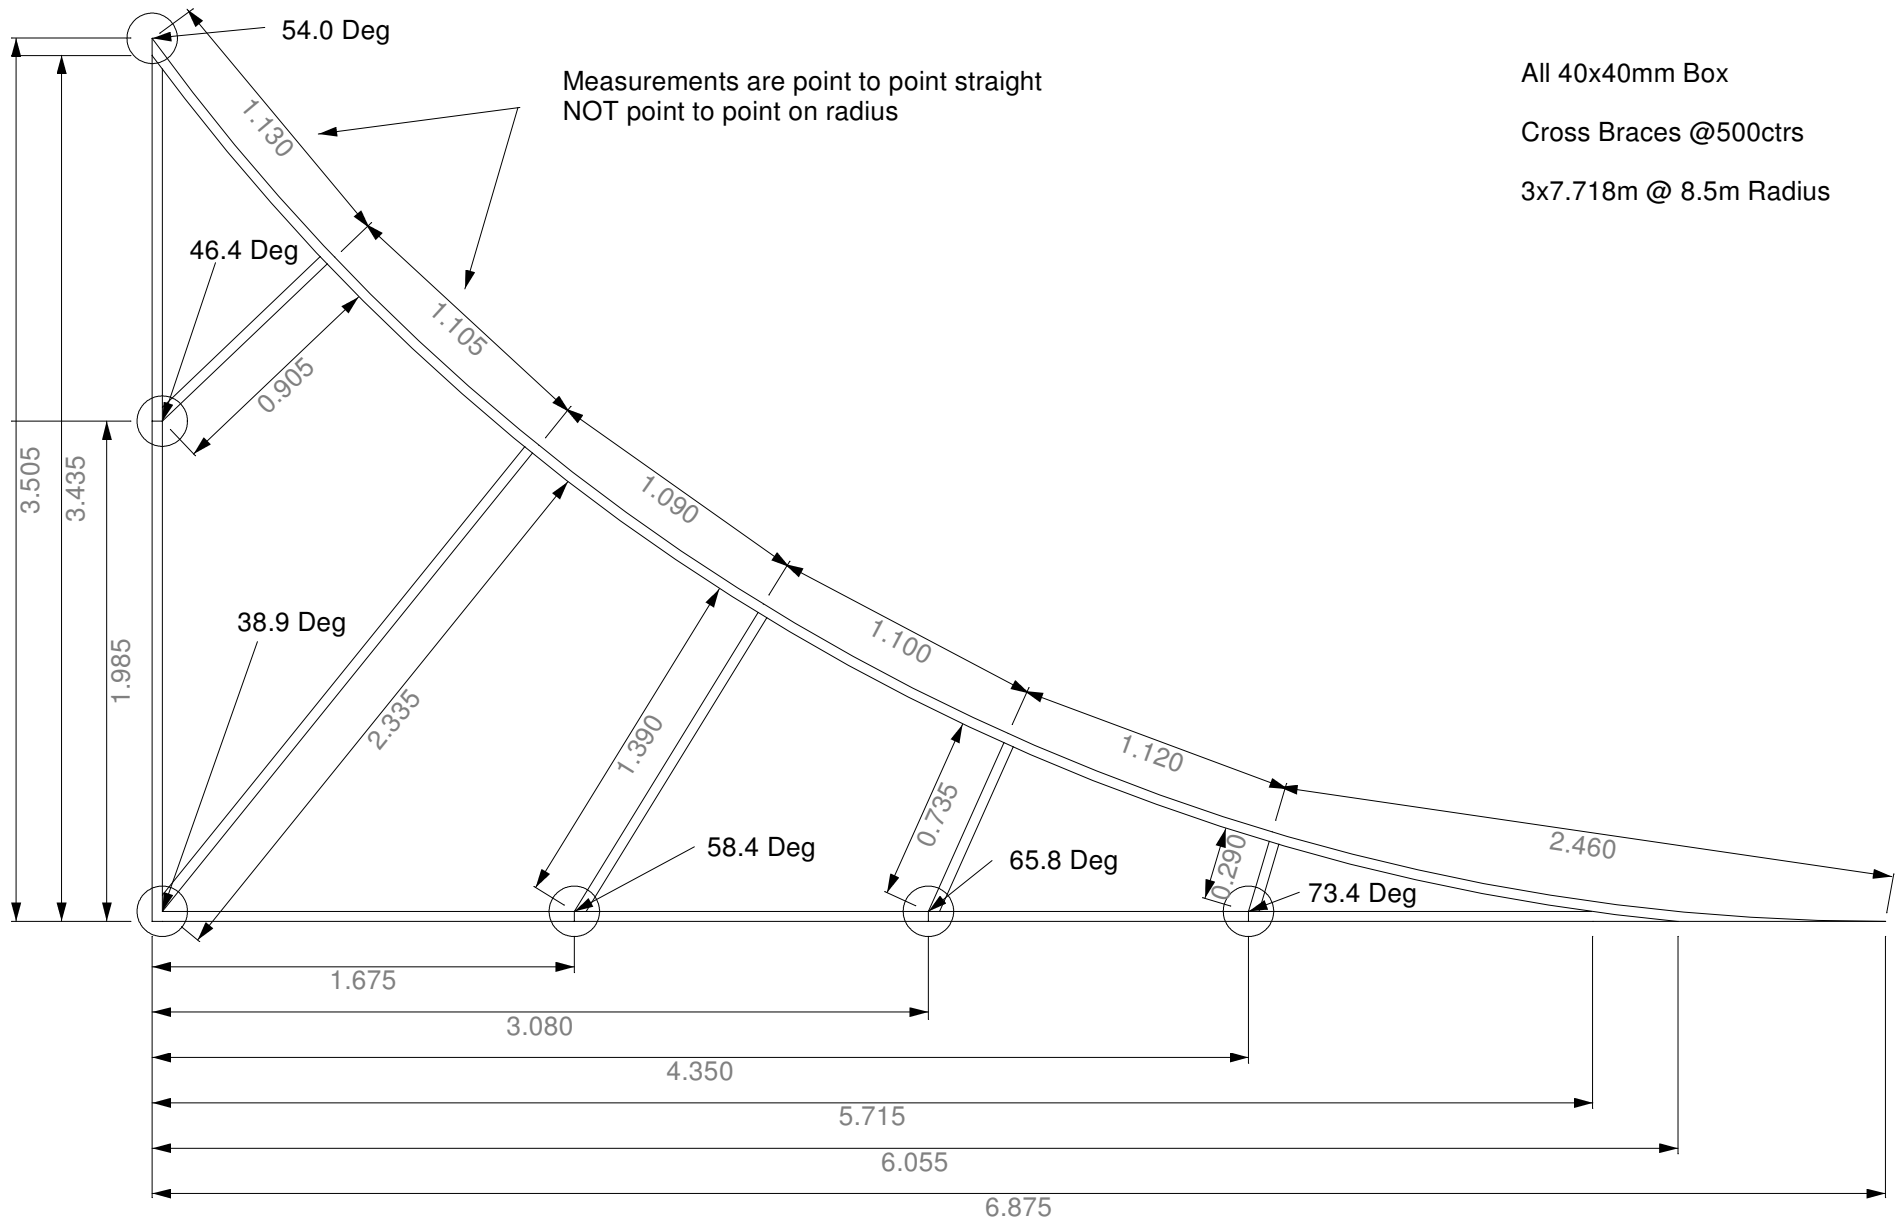 54.0 Deg
Measurements are point to point straight
NOT point to point on radius
All 40x40mm Box
Cross Braces @500ctrs
3x7.718m @ 8.5m Radius
1.130
46.4 Deg
1.105
0.905
3.505
3.435
1.090
38.9 Deg
1.985
1.100
2.335
1.390
1.120
0.735
58.4 Deg
65.8 Deg
0.290
2.460
73.4 Deg
1.675
3.080
4.350
5.715
6.055
6.875